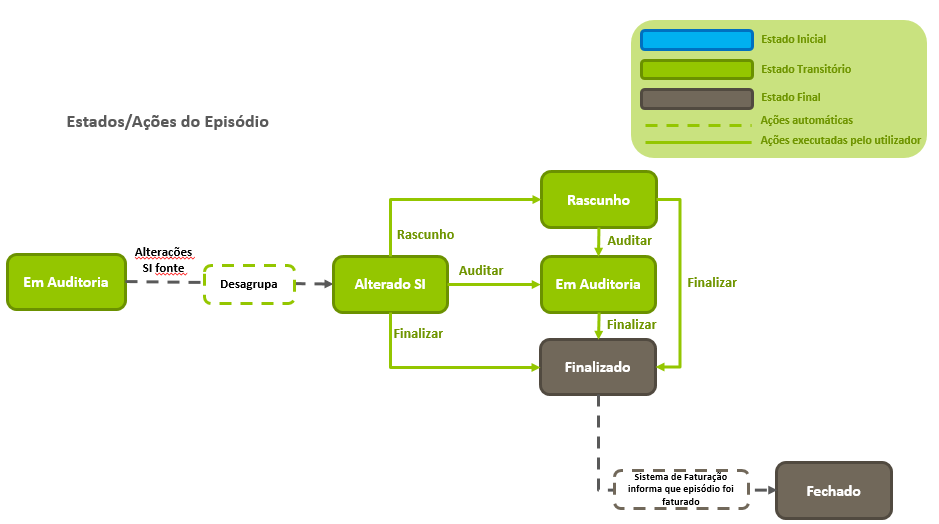 Estado Inicial
Estado Transitório
Estado Final
Ações automáticas
Ações executadas pelo utilizador
Estados/Ações do Episódio
Rascunho
Rascunho
Auditar
Alterações
SI fonte
Em Auditoria
Desagrupa
Alterado SI
Auditar
Em Auditoria
Finalizar
Finalizar
Finalizar
Finalizado
Sistema de Faturação
informa que episódio foi
faturado
Fechado